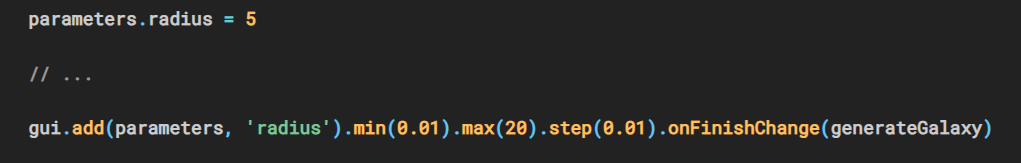 parameters.radius = 5
// ...
gui.add(parameters, 'radius').min(0.01).max(20).step(0.01).onFinishChange(generateGalaxy)